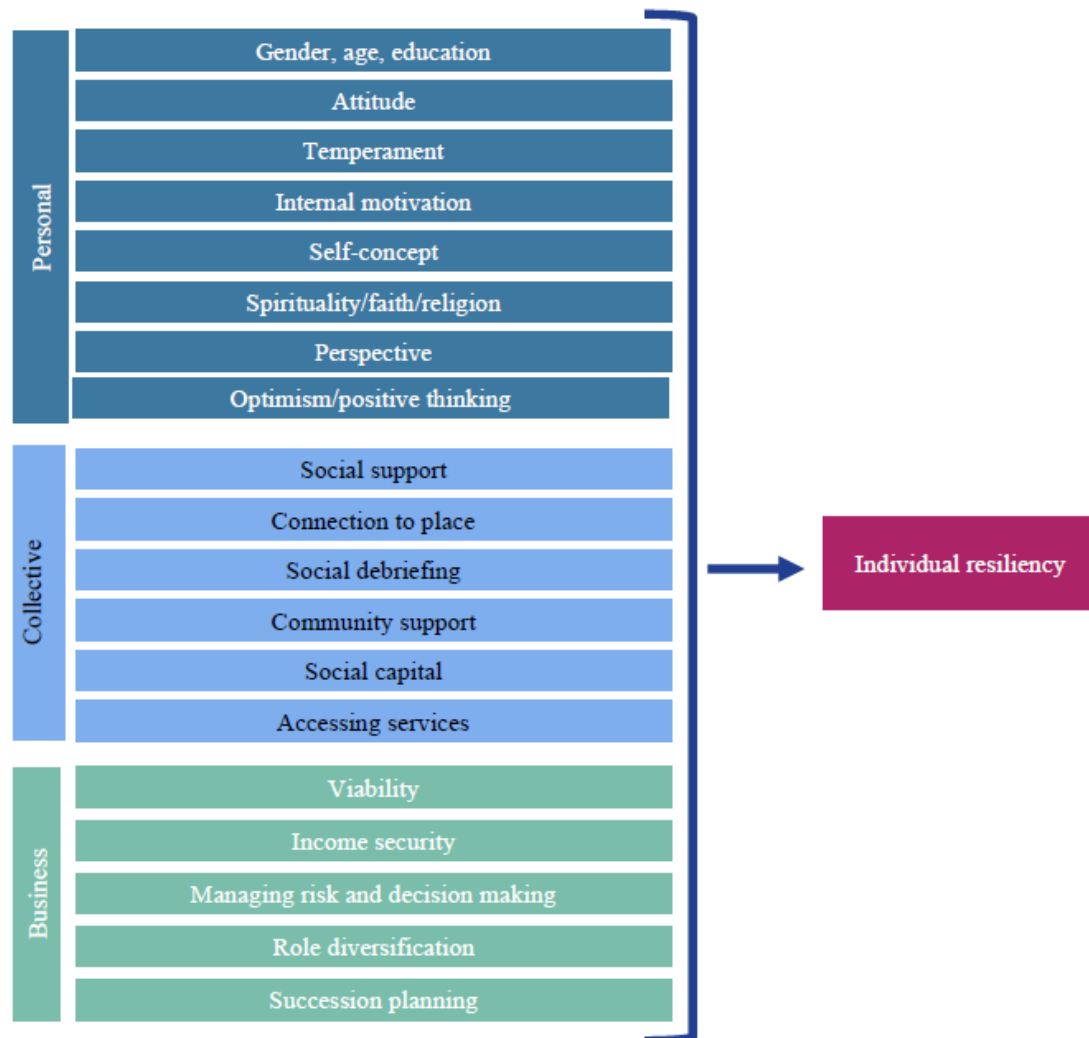 Personal
Gender, age, education
Attitude
Temperament
Internal motivation
Self-concept
Spirituality/faith/religion
Perspective
Optimism/positive thinking
Collective
Social support
Connection to place
Social debriefing
Community support
Social capital
Accessing services
Business
Viability
Income security
Managing risk and decision making
Role diversification
Succession planning
Individual resiliency